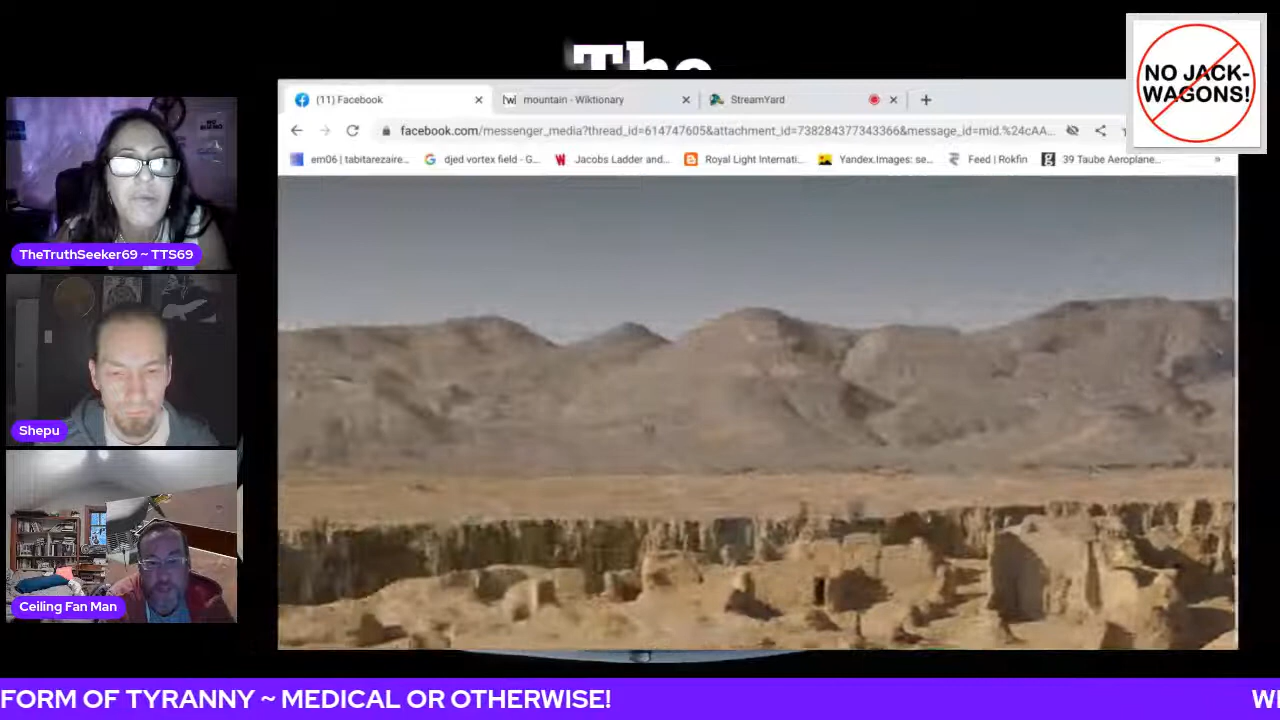 The
NO JACK-
WAGONS!
(11) Facebook
mountain - Wiktionary
StreamYard
facebook.com/messenger_media?thread_id=614747605&attachment_id=738284377343366&message_id=mid.%24cAA...
em06 | tabitarezaire...
djed vortex field - G...
Jacobs Ladder and...
Royal Light Internati...
Yandex.Images: se...
Feed | Rokfin
39 Taube Aeroplane...
TheTruthSeeker69 ~ TTS69
Shepu
Ceiling Fan Man
FORM OF TYRANNY ~ MEDICAL OR OTHERWISE!